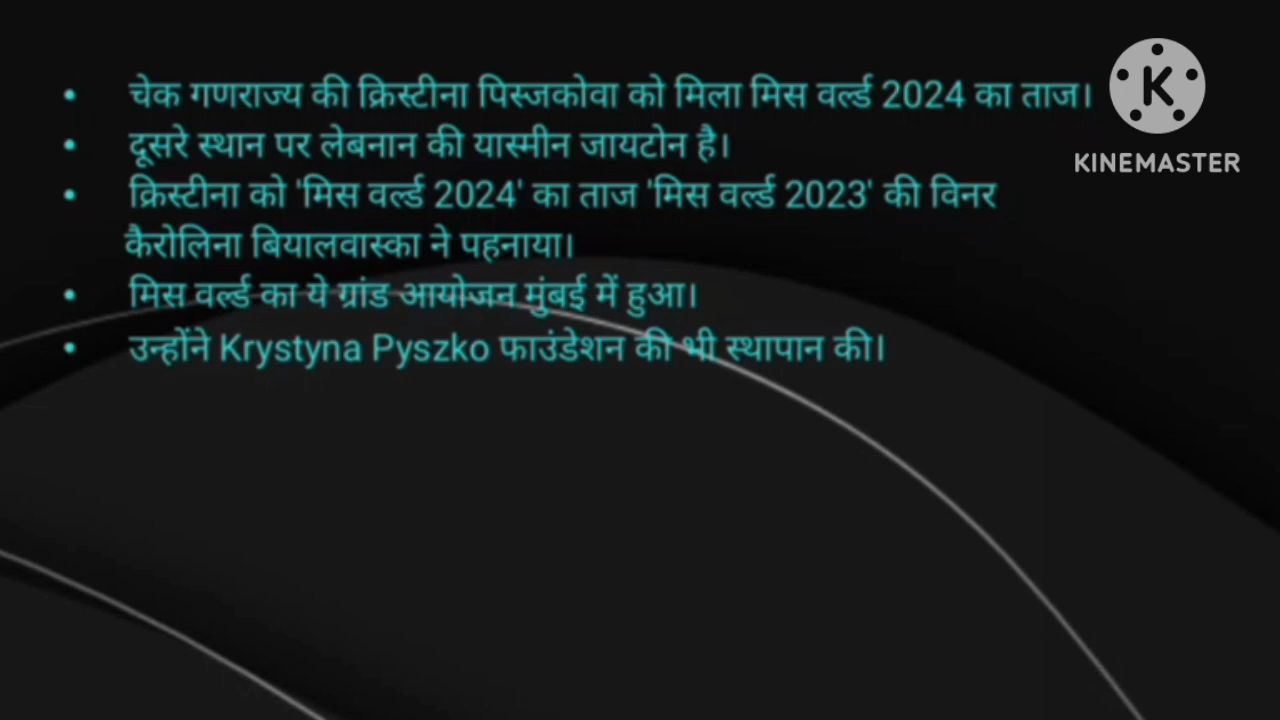 • चेक गणराज्य की क्रिस्टीना पिस्जकोवा को मिला मिस वर्ल्ड 2024 का ताज।
• दूसरे स्थान पर लेबनान की यास्मीन जायटोन है।
• क्रिस्टीना को 'मिस वर्ल्ड 2024' का ताज 'मिस वर्ल्ड 2023' की विनर
कैरोलिना बियालवास्का ने पहनाया।
• मिस वर्ल्ड का ये ग्रांड आयोजन मुंबई में हुआ।
• उन्होंने Krystyna Pyszko फाउंडेशन की भी स्थापान की।
K
KINEMASTER